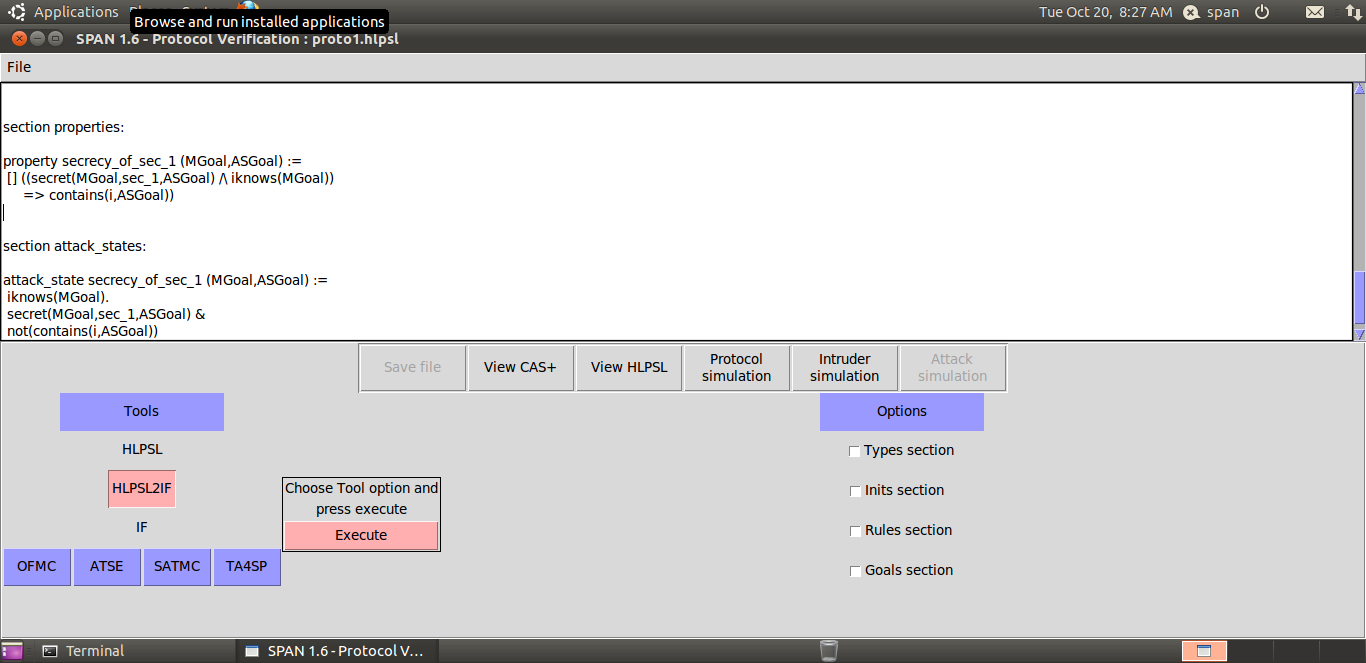 Applications
Browse and run installed applications
Tue Oct 20, 8:27 AM
span
SPAN 1.6 - Protocol Verification : proto1.hlpsl
File
section properties:
property secrecy_of_sec_1 (MGoal,ASGoal) :=
[] ((secret(MGoal,sec_1,ASGoal) /\ iknows(MGoal))
=> contains(i,ASGoal))
section attack_states:
attack_state secrecy_of_sec_1 (MGoal,ASGoal) :=
iknows(MGoal).
secret(MGoal,sec_1,ASGoal) &
not(contains(i,ASGoal))
Save file
View CAS+
View HLPSL
Protocol
simulation
Intruder
simulation
Attack
simulation
Tools
Options
HLPSL
Types section
HLPSL2IF
Choose Tool option and
press execute
Inits section
IF
Execute
Rules section
OFMC
ATSE
SATMC
TA4SP
Goals section
Terminal
SPAN 1.6 - Protocol V...